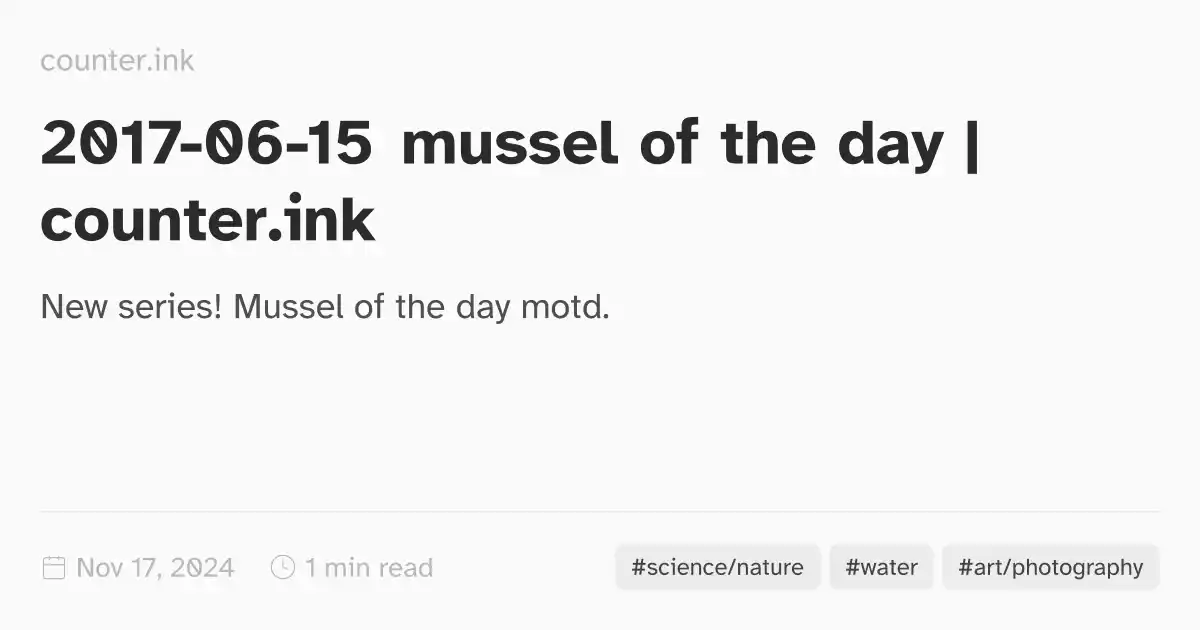 counter.ink
2017-06-15 mussel of the day |
counter.ink
New series! Mussel of the day motd.
Nov 17, 2024 1 min read #science/nature #water #art/photography